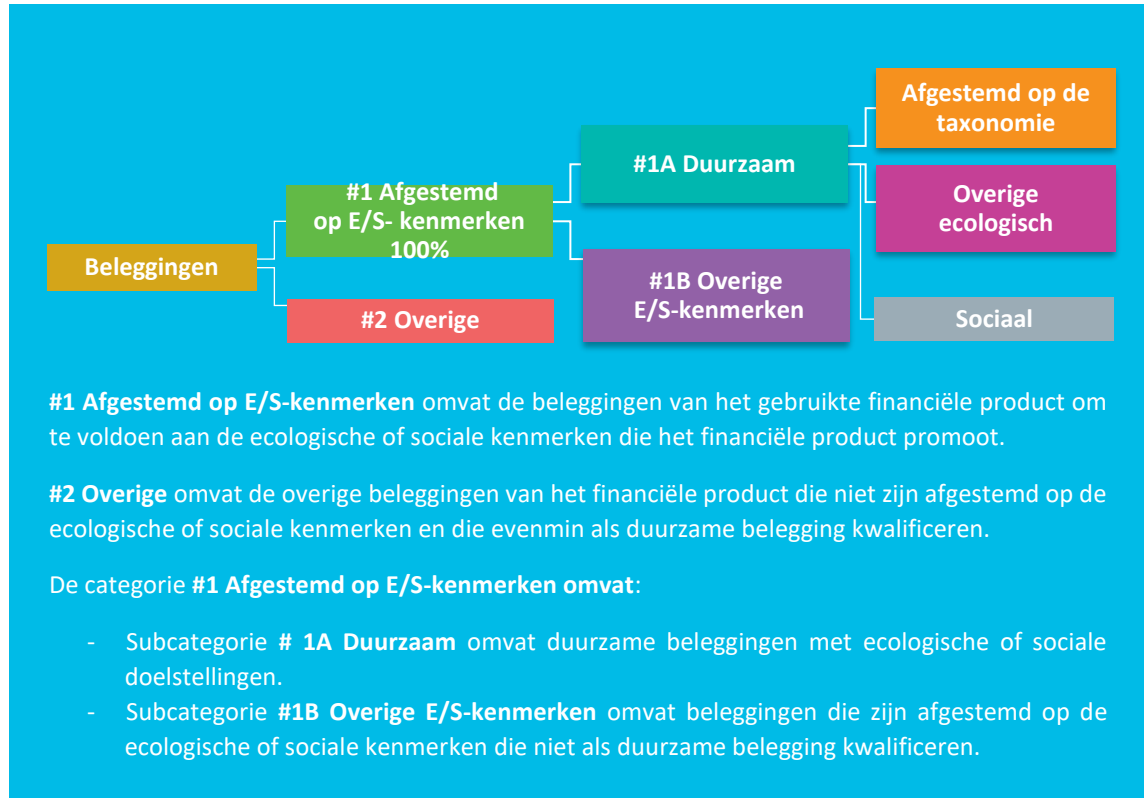 Beleggingen
#1 Afgestemd
op E/S- kenmerken
100%
#2 Overige
#1A Duurzaam
#1B Overige
E/S-kenmerken
Afgestemd op de
taxonomie
Overige
ecologisch
Sociaal
#1 Afgestemd op E/S-kenmerken omvat de beleggingen van het gebruikte financiële product om
te voldoen aan de ecologische of sociale kenmerken die het financiële product promoot.
#2 Overige omvat de overige beleggingen van het financiële product die niet zijn afgestemd op de
ecologische of sociale kenmerken en die evenmin als duurzame belegging kwalificeren.
De categorie #1 Afgestemd op E/S-kenmerken omvat:
- Subcategorie # 1A Duurzaam omvat duurzame beleggingen met ecologische of sociale
doelstellingen.
- Subcategorie #1B Overige E/S-kenmerken omvat beleggingen die zijn afgestemd op de
ecologische of sociale kenmerken die niet als duurzame belegging kwalificeren.